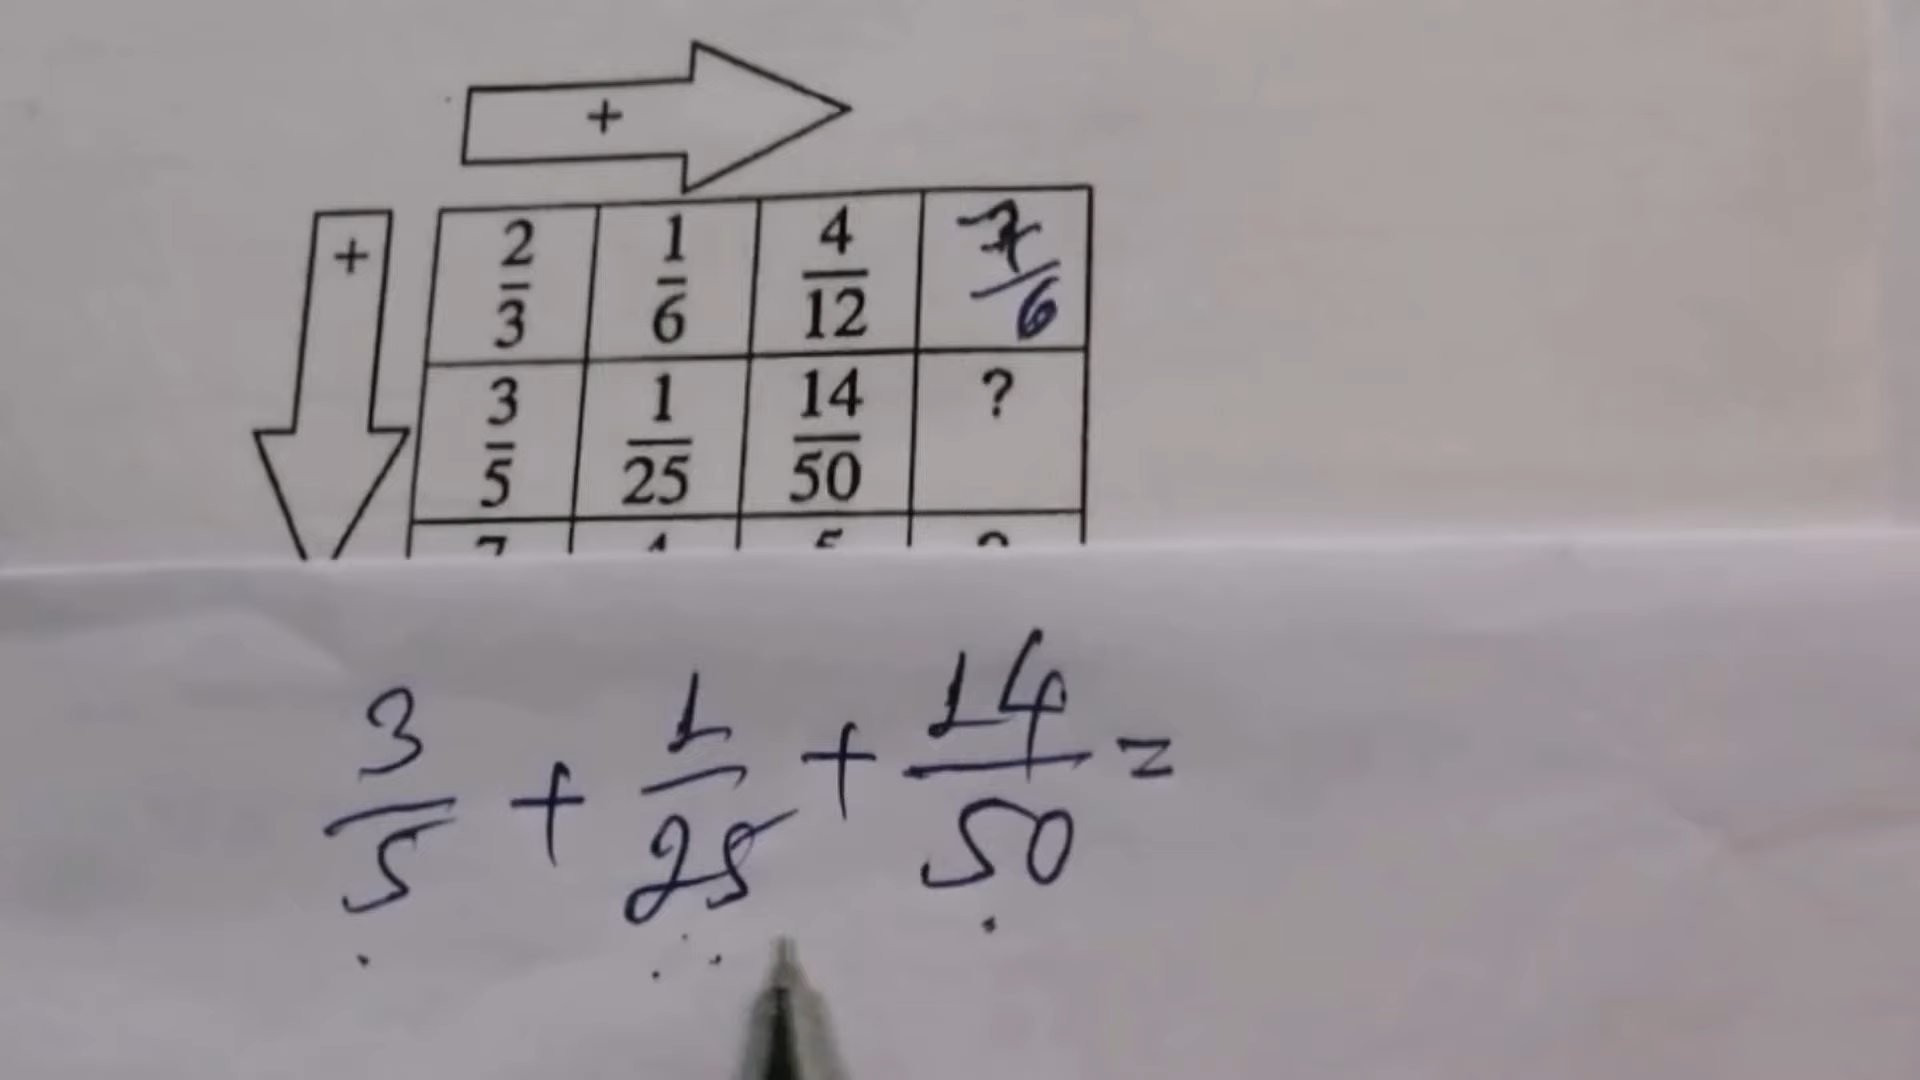 +
+
2/3 1/6 4/12 7/6
3/5 1/25 14/50 ?
3/5 + 1/25 + 14/50 =